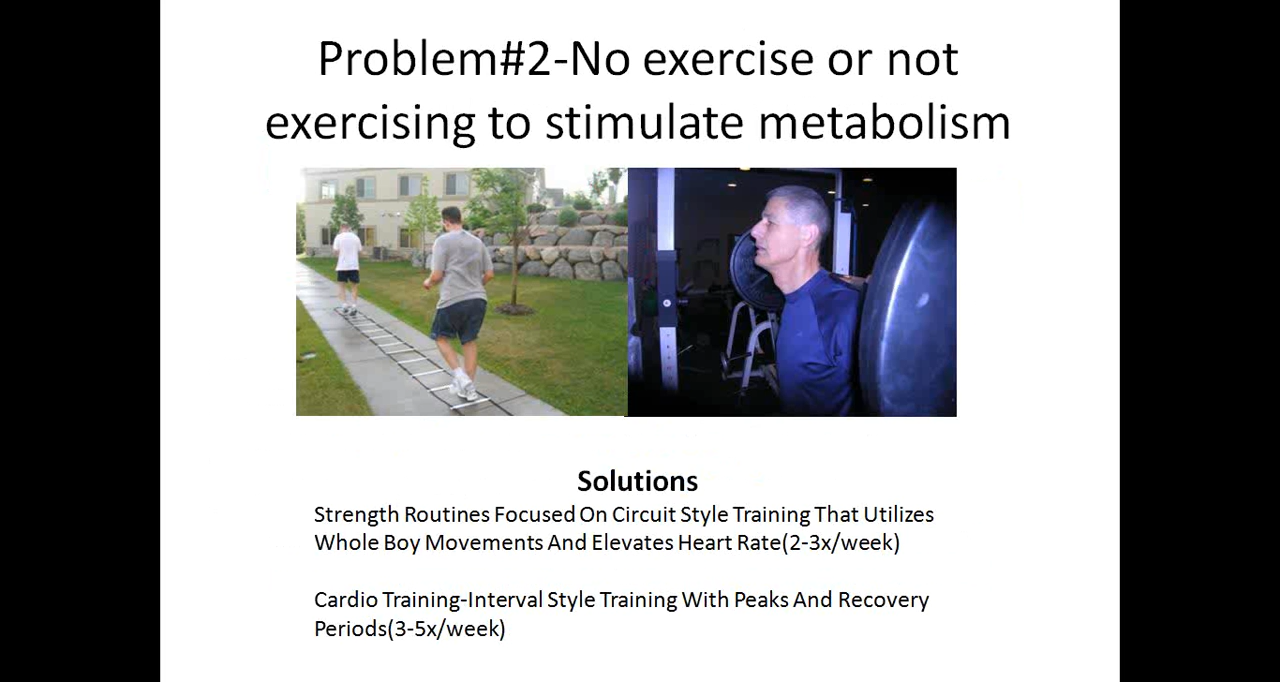 Problem#2-No exercise or not
exercising to stimulate metabolism
Solutions
Strength Routines Focused On Circuit Style Training That Utilizes
Whole Boy Movements And Elevates Heart Rate(2-3x/week)
Cardio Training-Interval Style Training With Peaks And Recovery
Periods(3-5x/week)